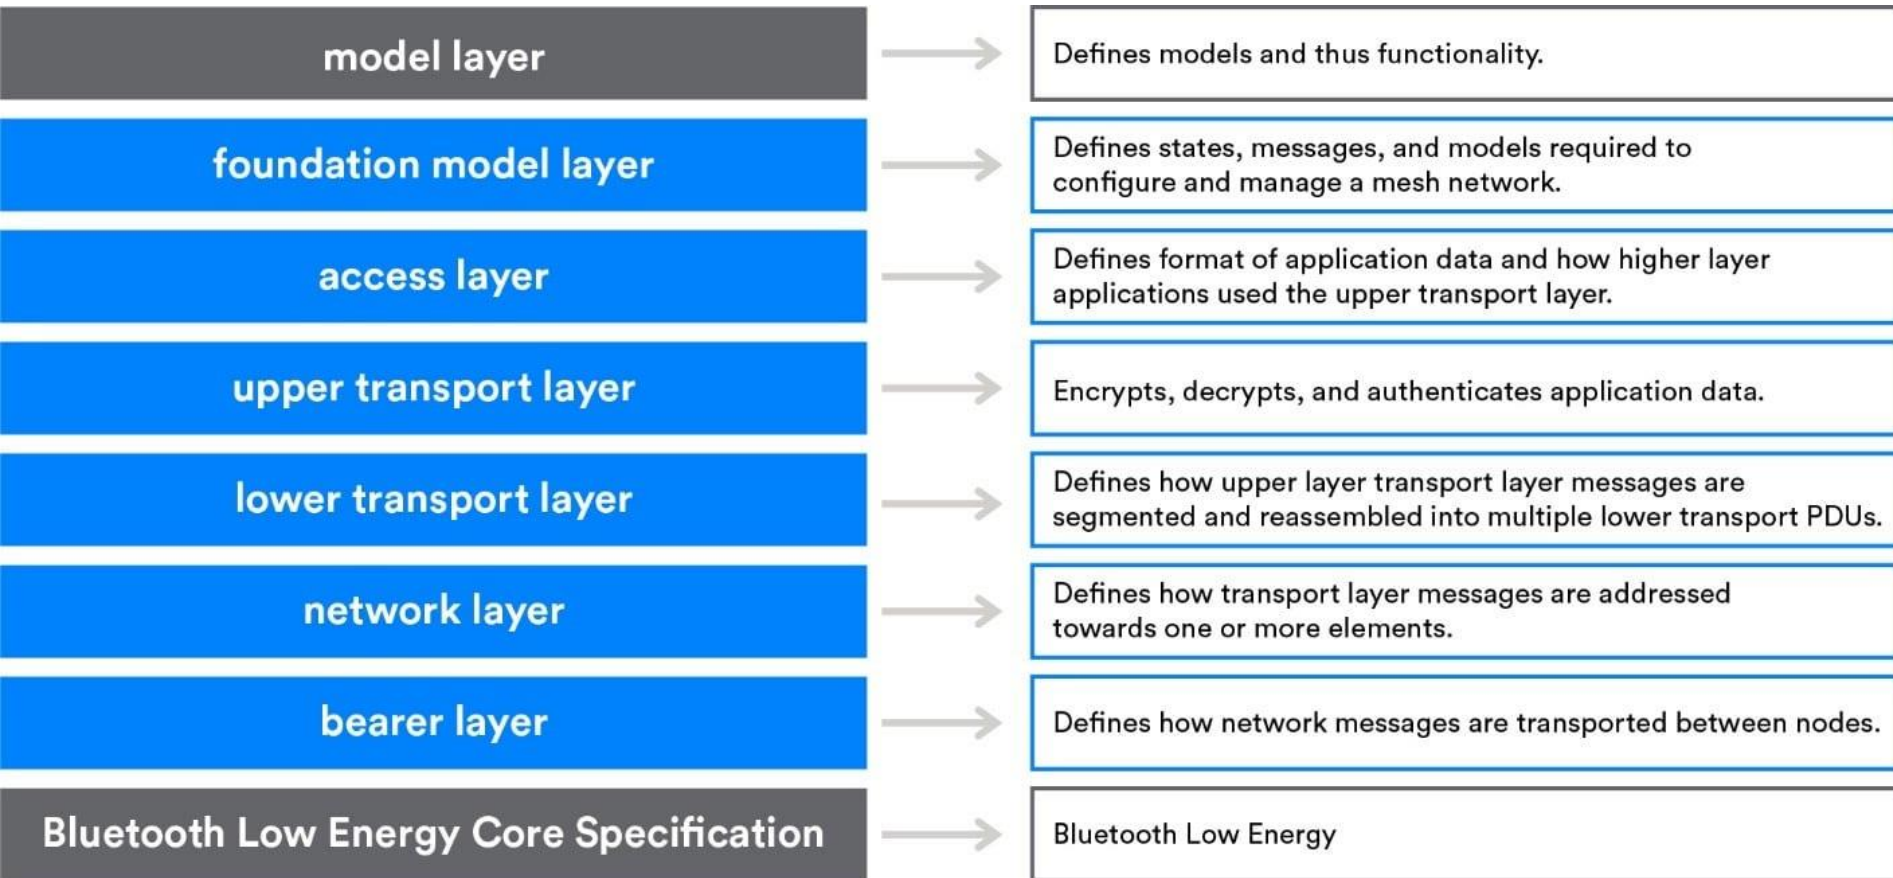 model layer
Defines models and thus functionality.
foundation model layer
Defines states, messages, and models required to
configure and manage a mesh network.
access layer
Defines format of application data and how higher layer
applications used the upper transport layer.
upper transport layer
Encrypts, decrypts, and authenticates application data.
lower transport layer
Defines how upper layer transport layer messages are
segmented and reassembled into multiple lower transport PDUs.
network layer
Defines how transport layer messages are addressed
towards one or more elements.
bearer layer
Defines how network messages are transported between nodes.
Bluetooth Low Energy Core Specification
Bluetooth Low Energy